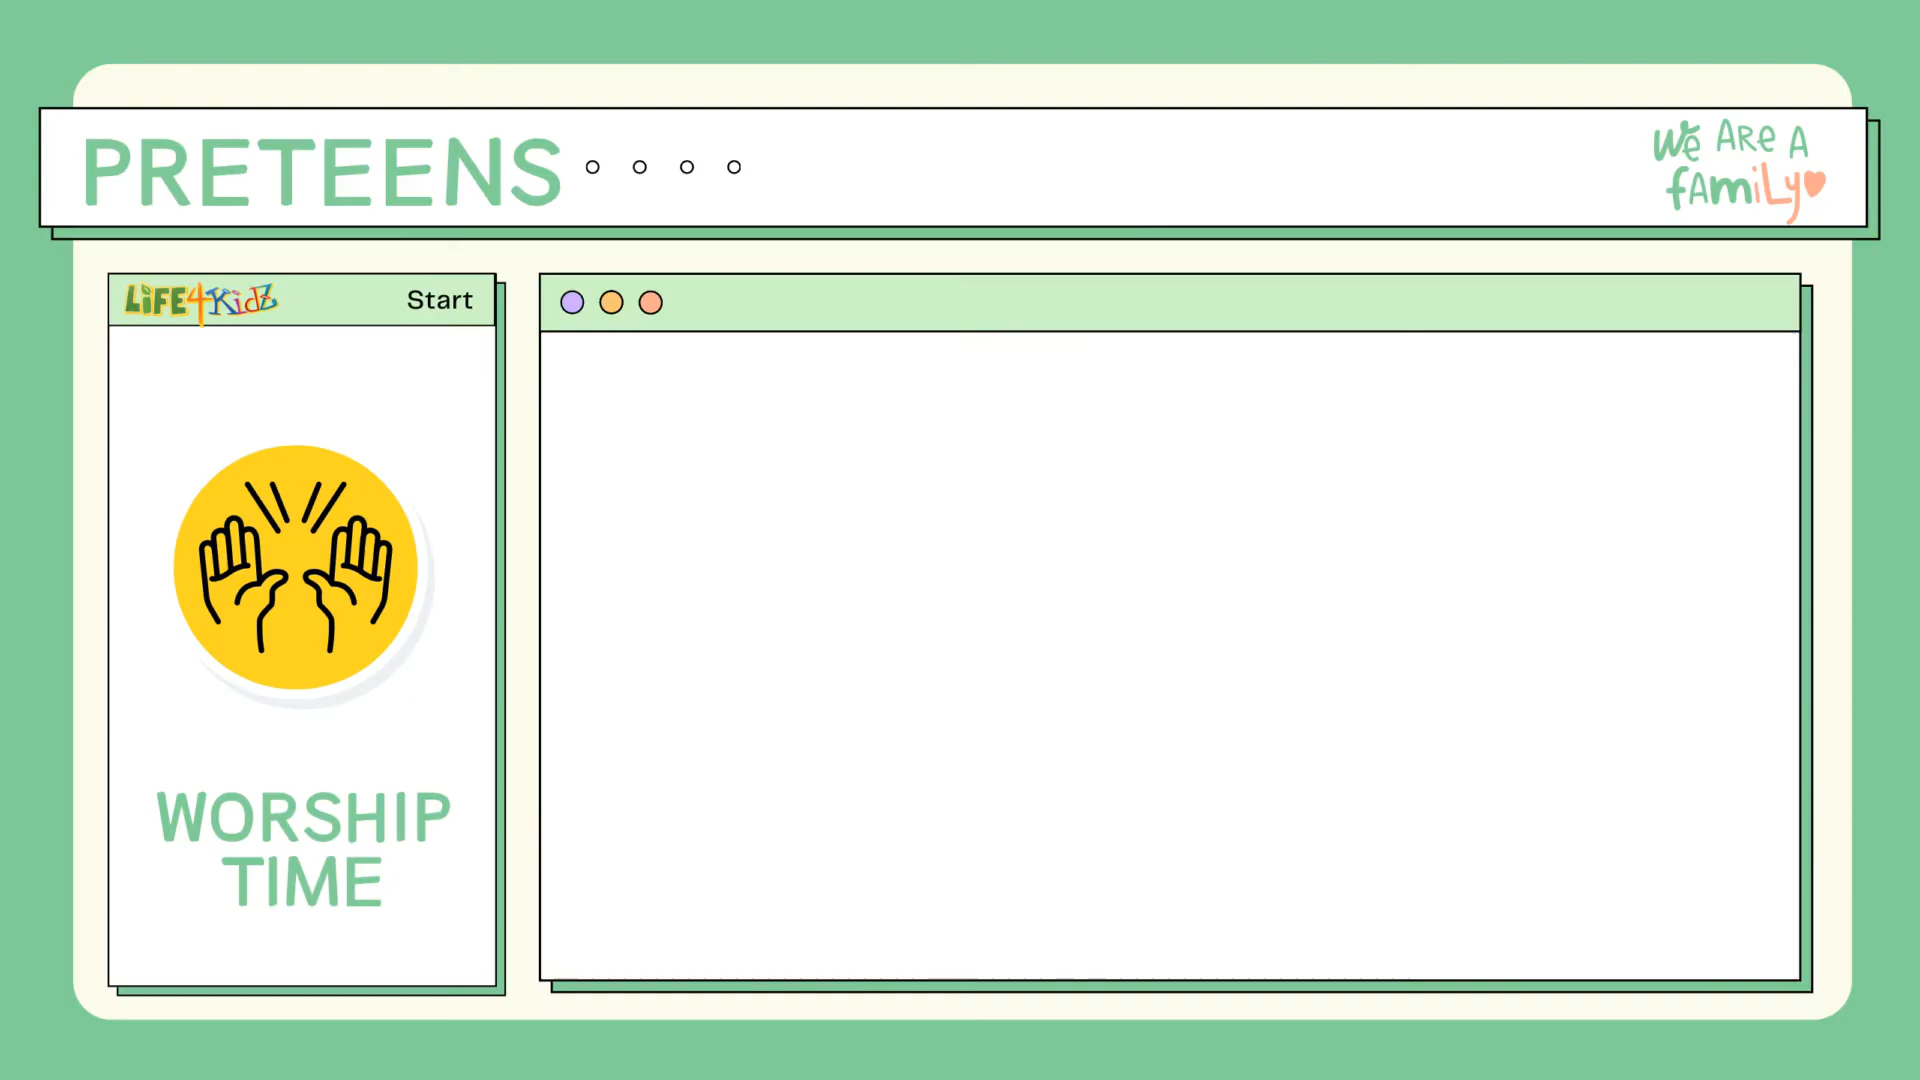 PRETEENS
We ARe A
fAmiLy
LiFE4KidZ
Start
WORSHIP
TIME